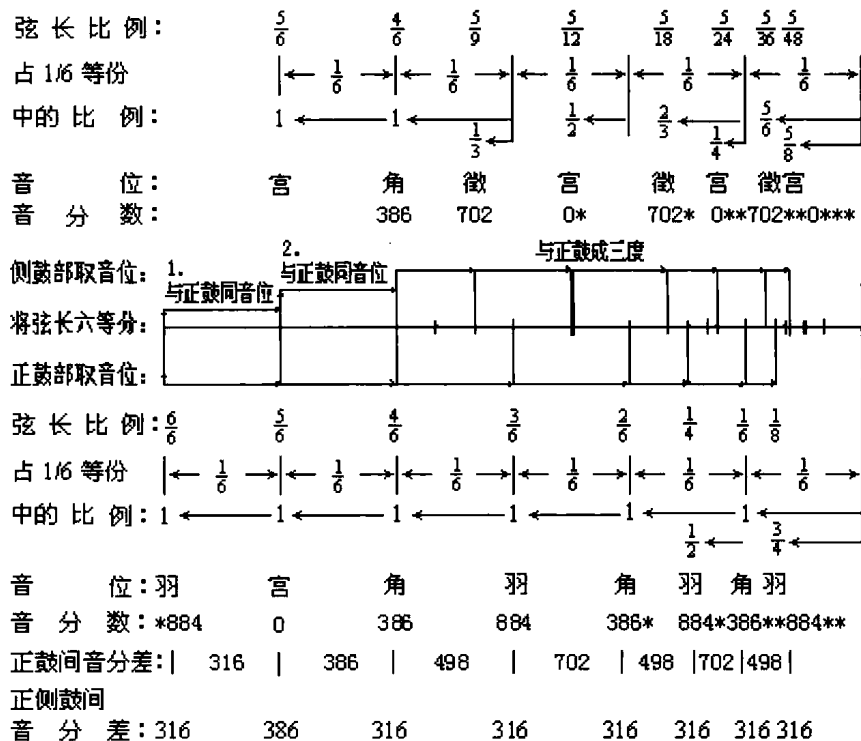 弦长比例: 5/6 4/6 5/9 5/12 5/18 5/24 5/36 5/48
占1/6等份 1/6 1/6 1/6 1/6 1/6
中的比例: 1 1 1/3 1/2 2/3 1/4 5/6 5/8
音位: 宫 角 徵 宫 徵 宫 徵宫
音分数: 386 702 0* 702* 0**702**0***
侧鼓部取音位: 1.与正鼓同音位 2.与正鼓同音位 与正鼓成三度
将弦长六等分:
正鼓部取音位:
弦长比例: 6/6 5/6 4/6 3/6 2/6 1/4 1/6 1/8
占1/6等份 1/6 1/6 1/6 1/6 1/6 1/6
中的比例: 1 1 1 1 1 1/2 1 3/4
音位: 羽 宫 角 羽 角 羽 角 羽
音分数: *884 0 386 884 386* 884*386**884**
正鼓间音分差: | 316 | 386 | 498 | 702 | 498 |702|498|
正侧鼓间
音分差: 316 386 316 316 316 316 316 316